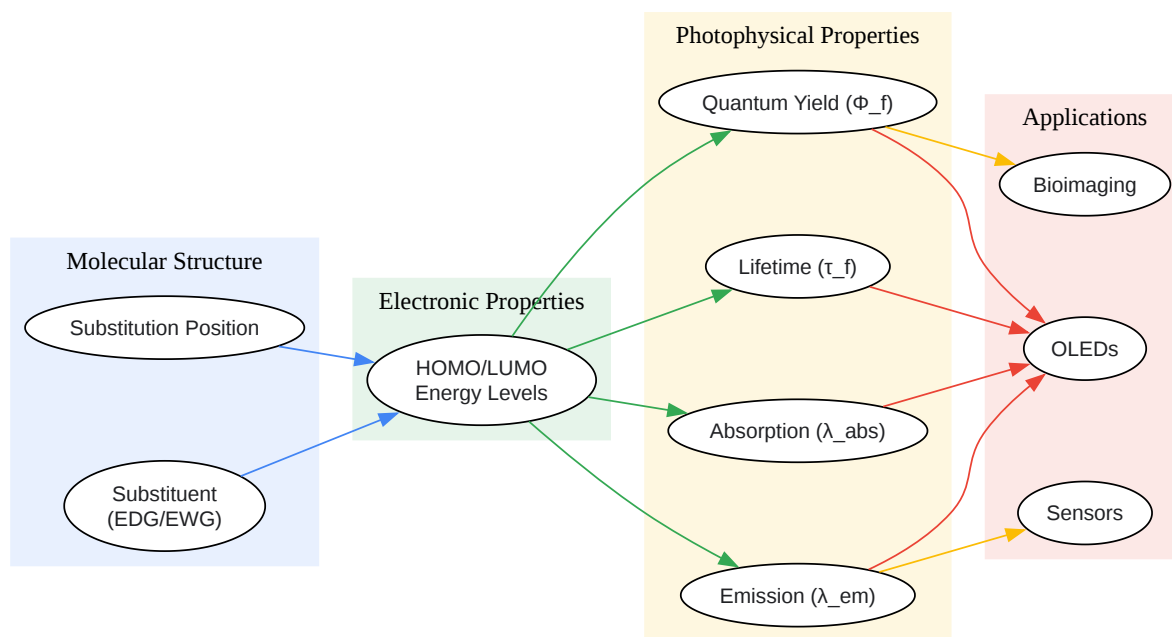 Molecular Structure
Substitution Position
Substituent
(EDG/EWG)
Electronic Properties
HOMO/LUMO
Energy Levels
Photophysical Properties
Quantum Yield (Φ_f)
Lifetime (τ_f)
Absorption (λ_abs)
Emission (λ_em)
Applications
Bioimaging
OLEDs
Sensors